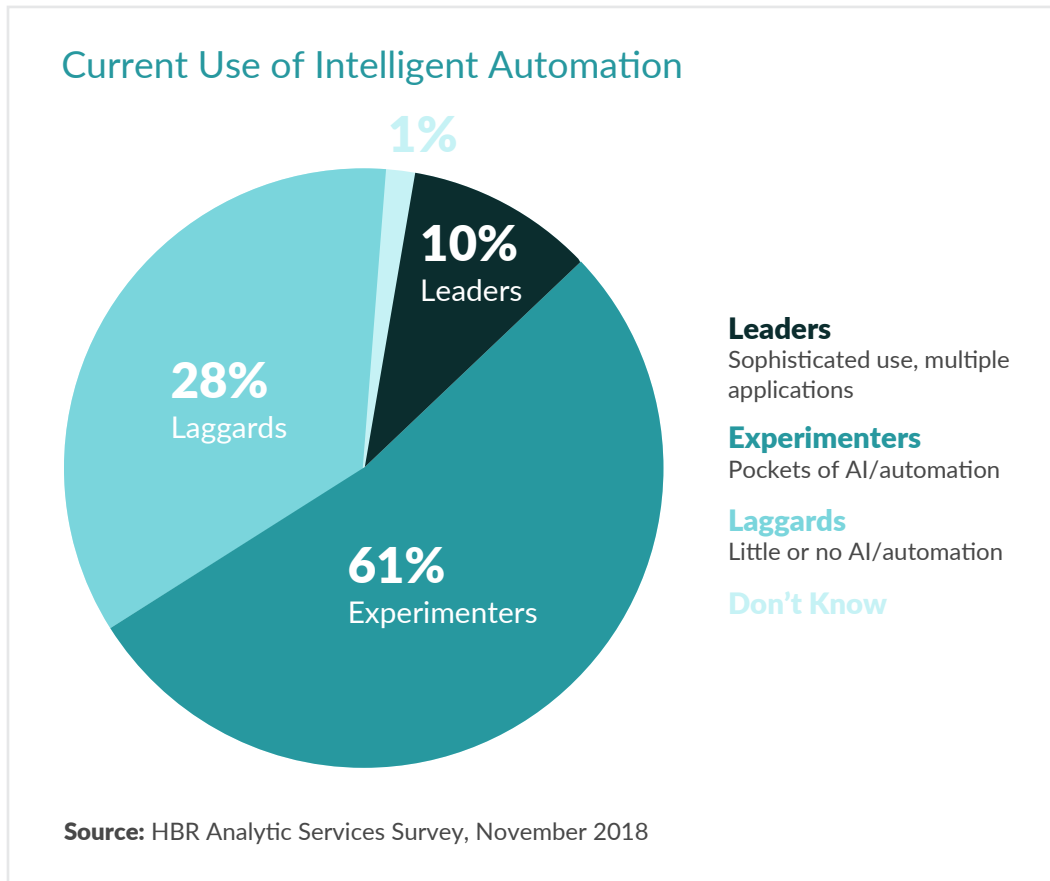 Current Use of Intelligent Automation
1%
10%
Leaders
28%
Laggards
61%
Experimenters
Leaders
Sophisticated use, multiple
applications
Experimenters
Pockets of AI/automation
Laggards
Little or no AI/automation
Don’t Know
Source: HBR Analytic Services Survey, November 2018